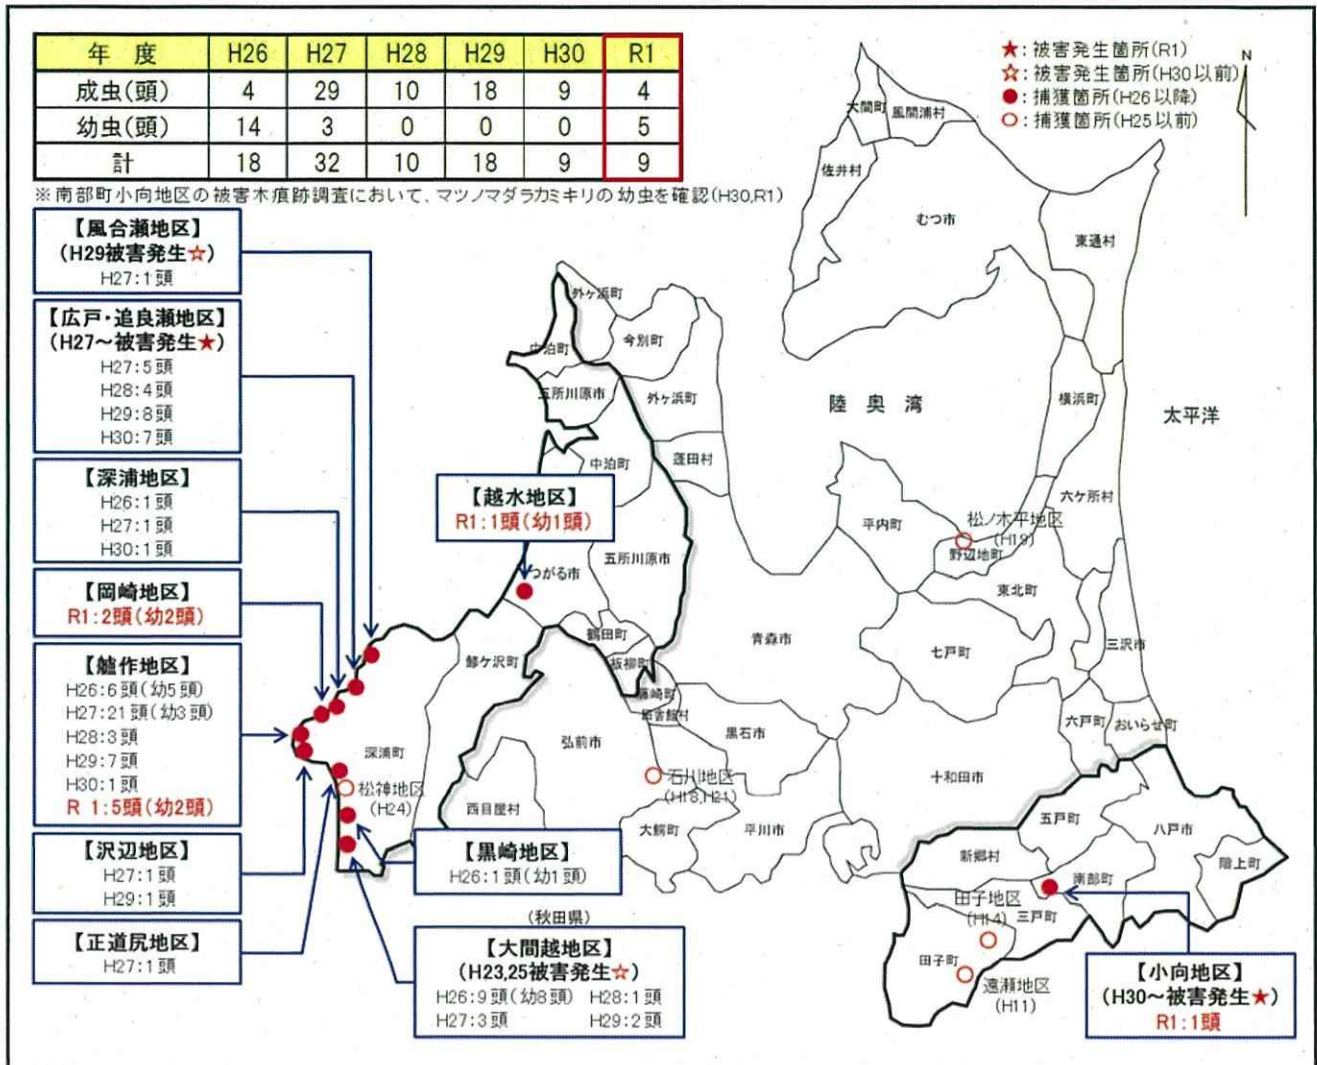 年　度 H26 H27 H28 H29 H30 R1
成虫(頭) 4 29 10 18 9 4
幼虫(頭) 14 3 0 0 0 5
計 18 32 10 18 9 9
※南部町小向地区の被害木痕跡調査において、マツノマダラカミキリの幼虫を確認(H30,R1)
★：被害発生箇所(R1)
☆：被害発生箇所(H30以前)
●：捕獲箇所(H26以降)
○：捕獲箇所(H25以前)
N
【風合瀬地区】
(H29被害発生☆)
H27:1頭
【広戸・追良瀬地区】
(H27～被害発生★)
H27:5頭
H28:4頭
H29:8頭
H30:7頭
【深浦地区】
H26:1頭
H27:1頭
H30:1頭
【岡崎地区】
R1:2頭(幼2頭)
【艫作地区】
H26:6頭(幼5頭)
H27:21頭(幼3頭)
H28:3頭
H29:7頭
H30:1頭
R 1:5頭(幼2頭)
【沢辺地区】
H27:1頭
H29:1頭
【正道尻地区】
H27:1頭
【越水地区】
R1:1頭(幼1頭)
【黒崎地区】
H26:1頭(幼1頭)
(秋田県)
【大間越地区】
(H23,25被害発生☆)
H26:9頭(幼8頭) H28:1頭
H27:3頭 H29:2頭
【小向地区】
(H30～被害発生★)
R1:1頭
大間町
風間浦村
佐井村
むつ市
東通村
外ヶ浜町
今別町
中泊町
五所川原市
外ヶ浜町
陸奥湾
横浜町
太平洋
中泊町
蓬田村
六ケ所村
平内町
松ノ木平地区
(H19)
野辺地町
つがる市
五所川原市
東北町
青森市
鶴田町
七戸町
三沢市
鰺ケ沢町
板柳町
藤崎町
田舎館村
六戸町
おいらせ町
黒石市
弘前市
深浦町
松神地区
(H24)
石川地区
(H18,H21)
十和田市
西目屋村
大鰐町
平川市
五戸町
八戸市
新郷村
階上町
南部町
田子地区
(H14)
三戸町
田子町
遠瀬地区
(H11)